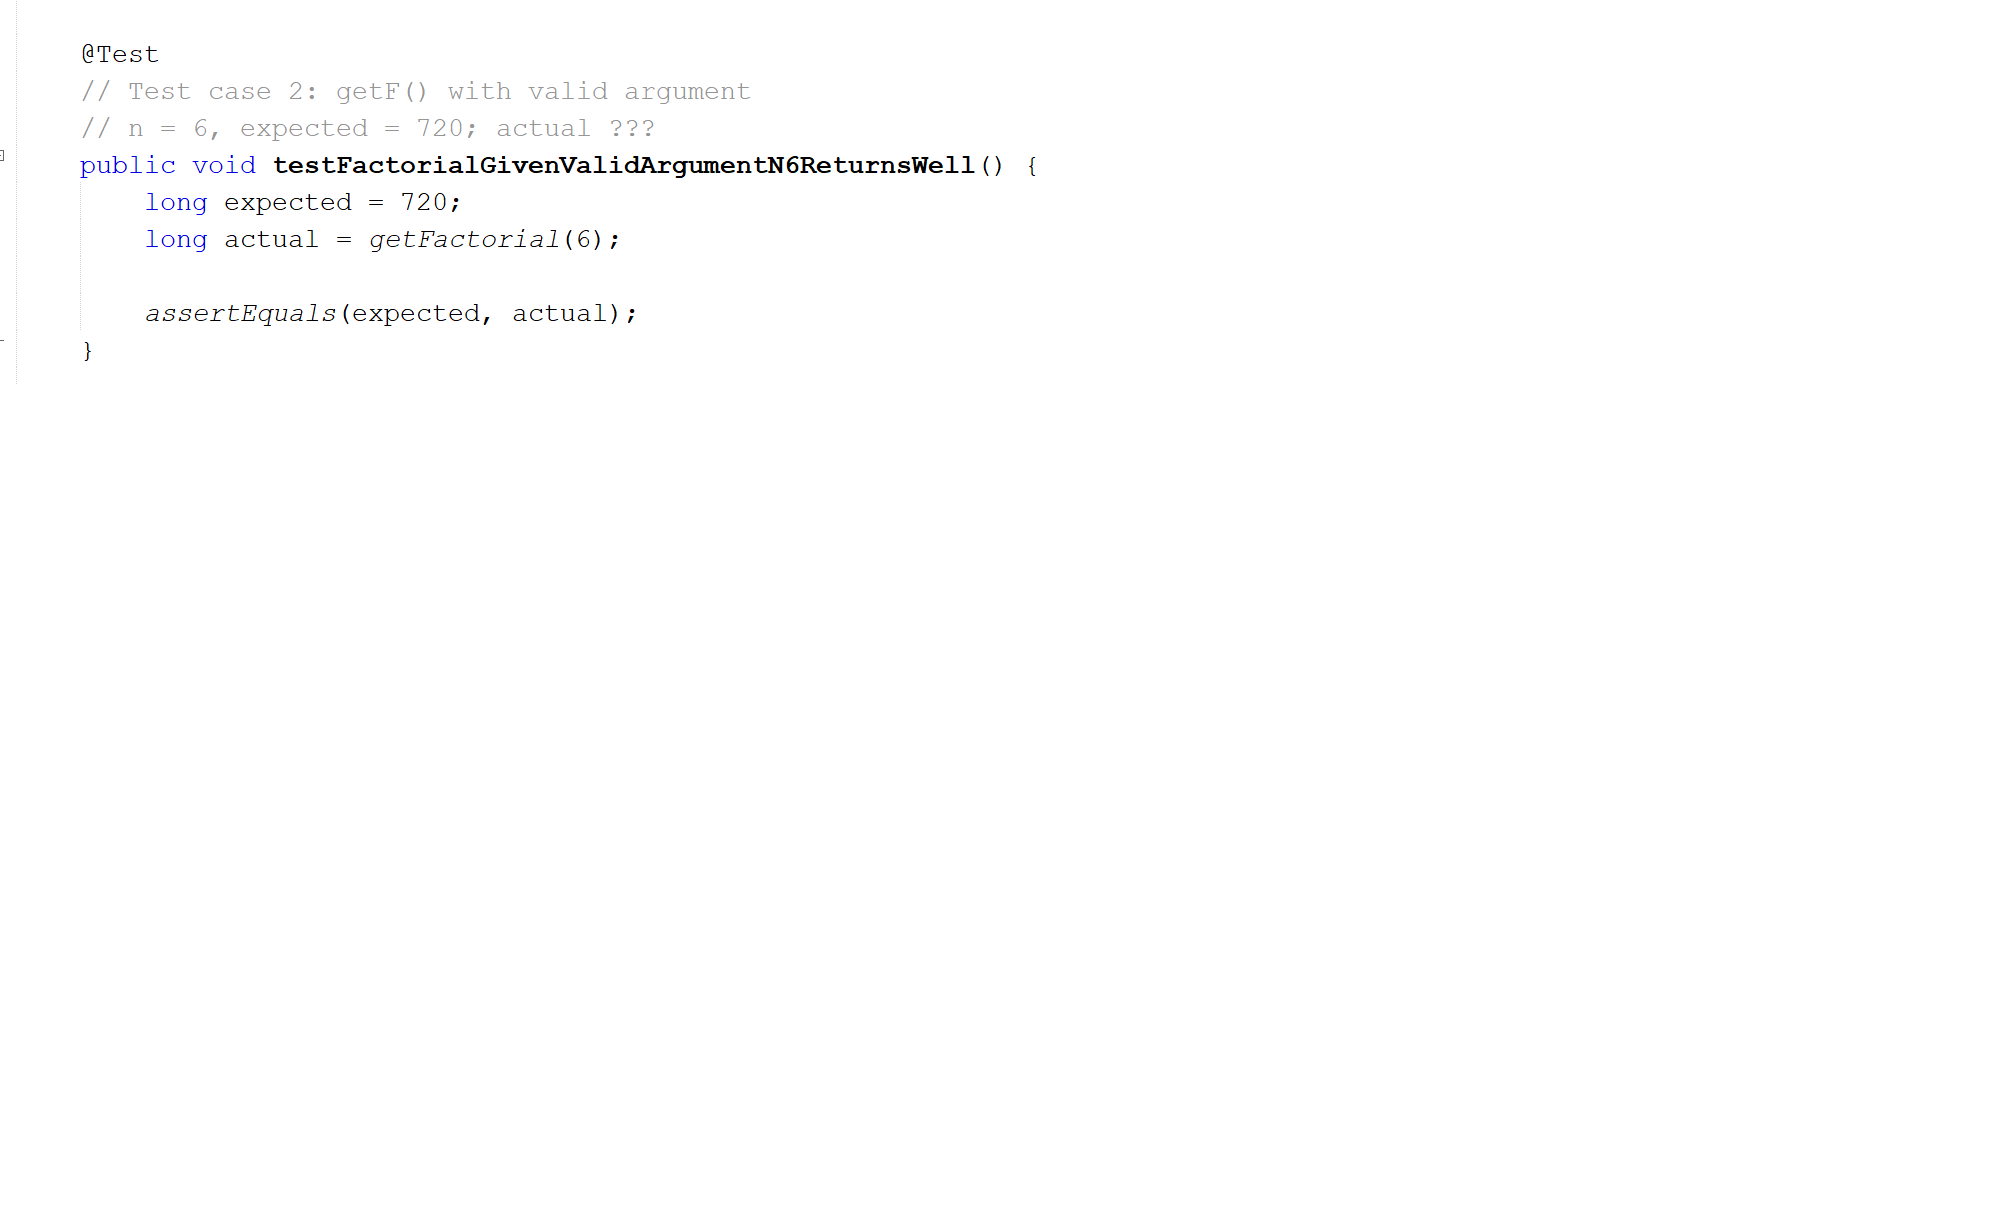 @Test
// Test case 2: getF() with valid argument
// n = 6, expected = 720; actual ???
public void testFactorialGivenValidArgumentN6ReturnsWell() {
    long expected = 720;
    long actual = getFactorial(6);
    assertEquals(expected, actual);
}